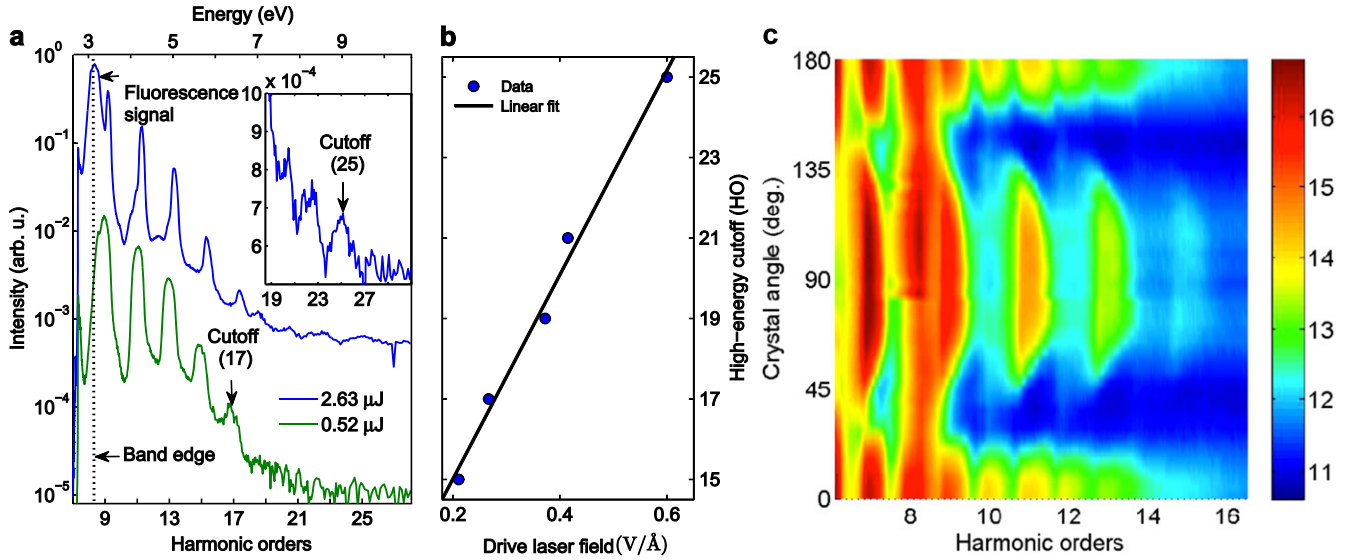 a
Energy (eV)
3 5 7 9
10^0
10^-1
10^-2
10^-3
10^-4
10^-5
Intensity (arb. u.)
Fluorescence
signal
x 10^-4
10
9
8
7
6
Cutoff
(25)
19 23 27
Cutoff
(17)
2.63 μJ
0.52 μJ
Band edge
9 13 17 21 25
Harmonic orders
b
Data
Linear fit
25
23
21
19
17
15
High-energy cutoff (HO)
0.2 0.4 0.6
Drive laser field (V/Å)
c
180
135
90
45
0
Crystal angle (deg.)
8 10 12 14 16
Harmonic orders
16
15
14
13
12
11